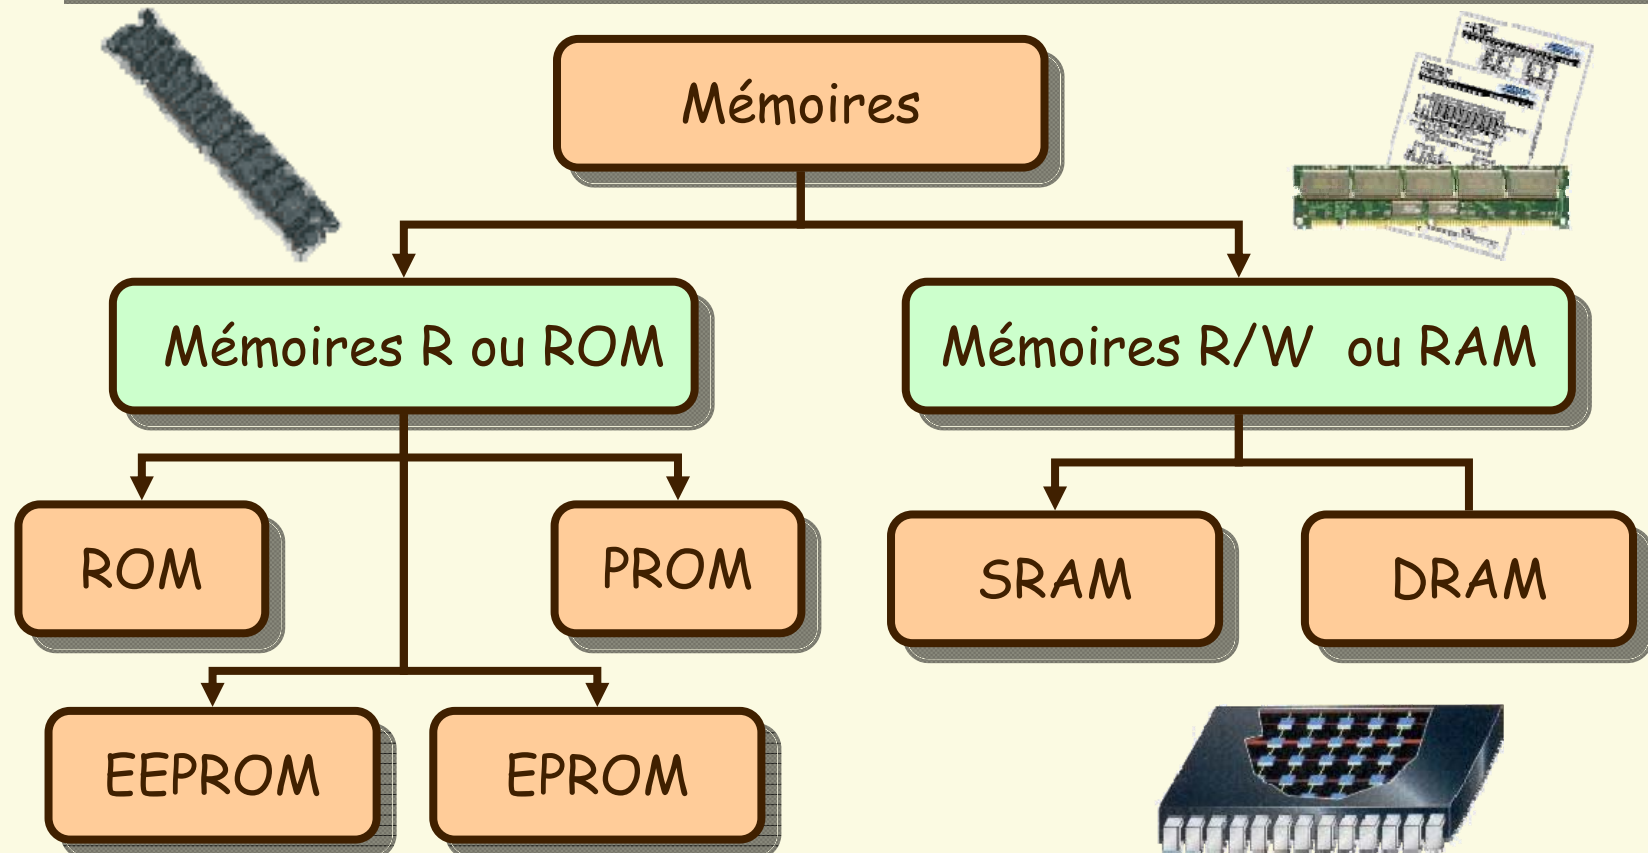 Mémoires
Mémoires R ou ROM
Mémoires R/W ou RAM
ROM
PROM
SRAM
DRAM
EEPROM
EPROM